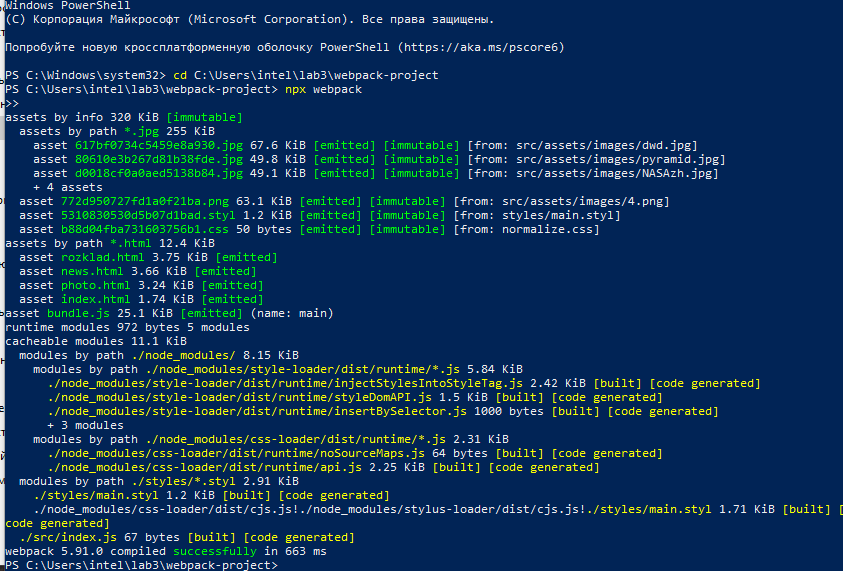 Windows PowerShell
(C) Корпорация Майкрософт (Microsoft Corporation). Все права защищены.
Попробуйте новую кроссплатформенную оболочку PowerShell (https://aka.ms/pscore6)
PS C:\Windows\system32> cd C:\Users\intel\lab3\webpack-project
PS C:\Users\intel\lab3\webpack-project> npx webpack
>>
assets by info 320 KiB [immutable]
  assets by path *.jpg 255 KiB
    asset 617bf0734c5459e8a930.jpg 67.6 KiB [emitted] [immutable] [from: src/assets/images/dwd.jpg]
    asset 80610e3b267d81b38fde.jpg 49.8 KiB [emitted] [immutable] [from: src/assets/images/pyramid.jpg]
    asset d0018cf0a0aed5138b84.jpg 49.1 KiB [emitted] [immutable] [from: src/assets/images/NASAzh.jpg]
    + 4 assets
  asset 772d950727fd1a0f21ba.png 63.1 KiB [emitted] [immutable] [from: src/assets/images/4.png]
  asset 5310830530d5b07d1bad.styl 1.2 KiB [emitted] [immutable] [from: styles/main.styl]
  asset b88d04fba731603756b1.css 50 bytes [emitted] [immutable] [from: normalize.css]
assets by path *.html 12.4 KiB
  asset rozklad.html 3.75 KiB [emitted]
  asset news.html 3.66 KiB [emitted]
  asset photo.html 3.24 KiB [emitted]
  asset index.html 1.74 KiB [emitted]
asset bundle.js 25.1 KiB [emitted] (name: main)
runtime modules 972 bytes 5 modules
cacheable modules 11.1 KiB
  modules by path ./node_modules/ 8.15 KiB
    modules by path ./node_modules/style-loader/dist/runtime/*.js 5.84 KiB
      ./node_modules/style-loader/dist/runtime/injectStylesIntoStyleTag.js 2.42 KiB [built] [code generated]
      ./node_modules/style-loader/dist/runtime/styleDomAPI.js 1.5 KiB [built] [code generated]
      ./node_modules/style-loader/dist/runtime/insertBySelector.js 1000 bytes [built] [code generated]
      + 3 modules
    modules by path ./node_modules/css-loader/dist/runtime/*.js 2.31 KiB
      ./node_modules/css-loader/dist/runtime/noSourceMaps.js 64 bytes [built] [code generated]
      ./node_modules/css-loader/dist/runtime/api.js 2.25 KiB [built] [code generated]
  modules by path ./styles/*.styl 2.91 KiB
    ./styles/main.styl 1.2 KiB [built] [code generated]
    ./node_modules/css-loader/dist/cjs.js!./node_modules/stylus-loader/dist/cjs.js!./styles/main.styl 1.71 KiB [built] [
code generated]
  ./src/index.js 67 bytes [built] [code generated]
webpack 5.91.0 compiled successfully in 663 ms
PS C:\Users\intel\lab3\webpack-project>